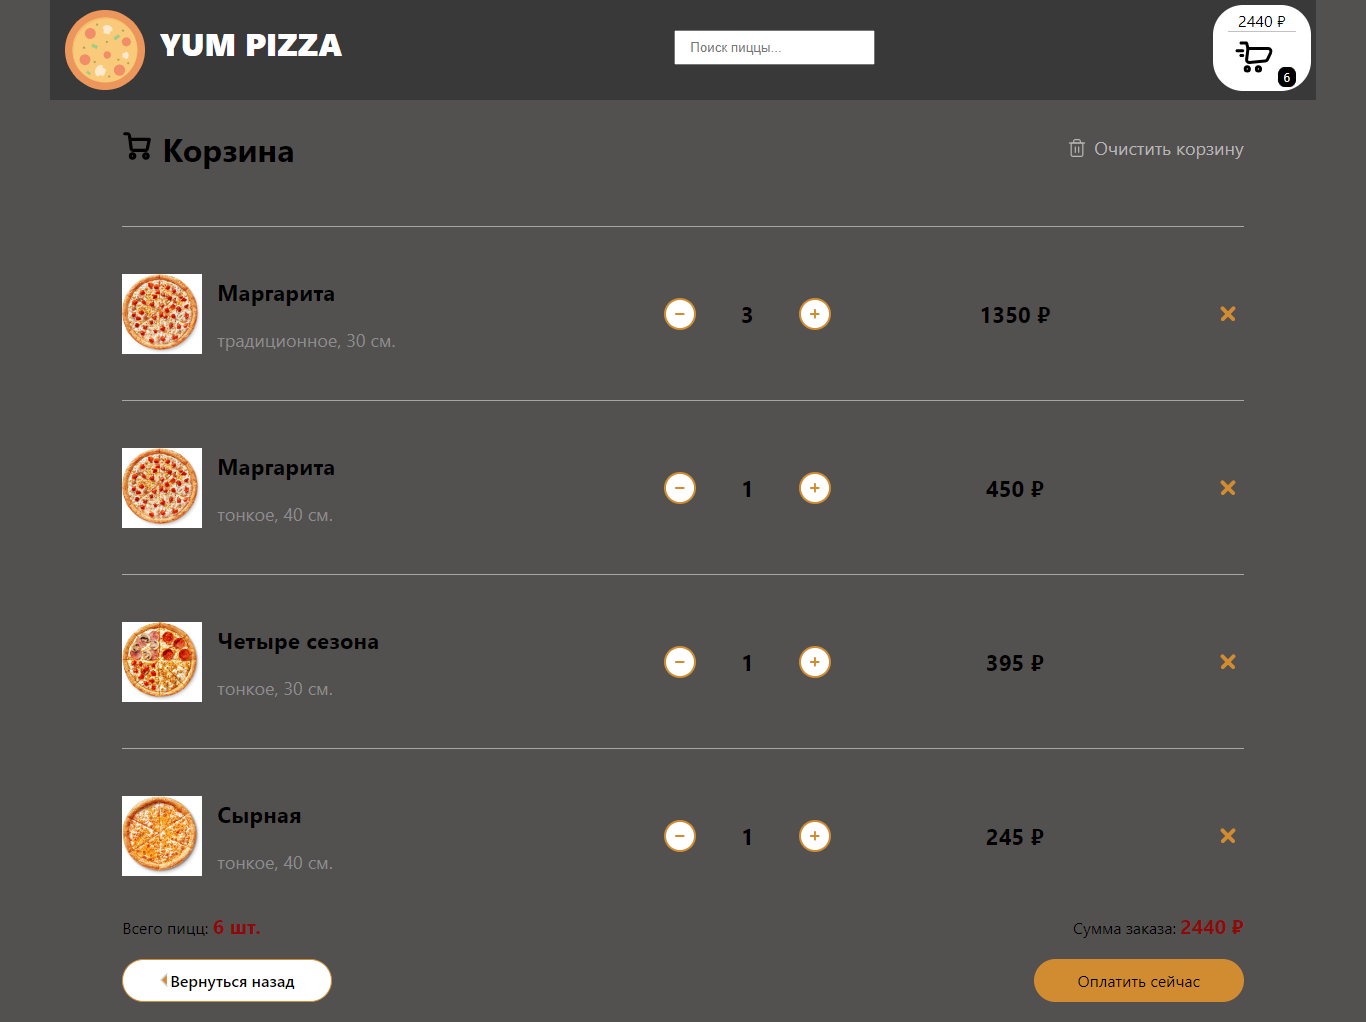 YUM PIZZA
Поиск пиццы...
2440 ₽
6
Корзина
Очистить корзину
Маргарита
традиционное, 30 см.
3
1350 ₽
Маргарита
тонкое, 40 см.
1
450 ₽
Четыре сезона
тонкое, 30 см.
1
395 ₽
Сырная
тонкое, 40 см.
1
245 ₽
Всего пицц: 6 шт.
Сумма заказа: 2440 ₽
Вернуться назад
Оплатить сейчас